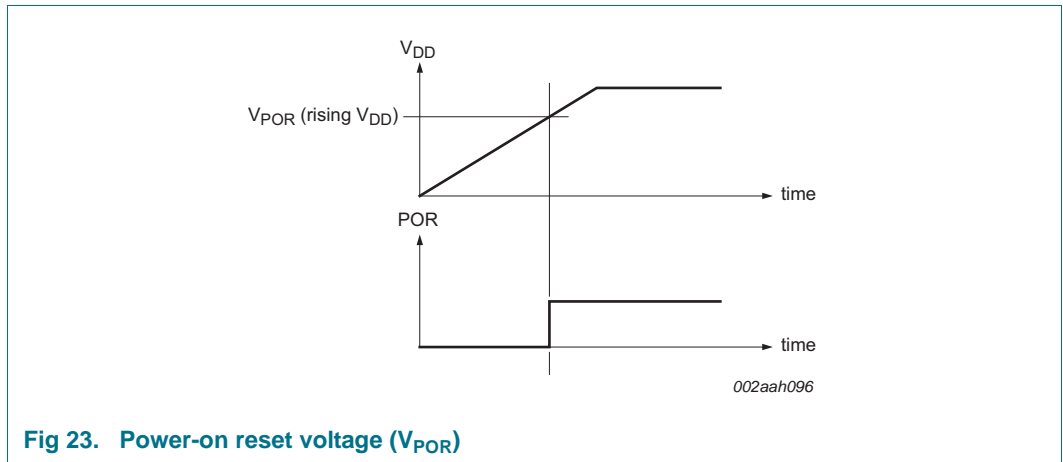 VDD
VPOR (rising VDD)
time
POR
time
002aah096
Fig 23. Power-on reset voltage (VPOR)